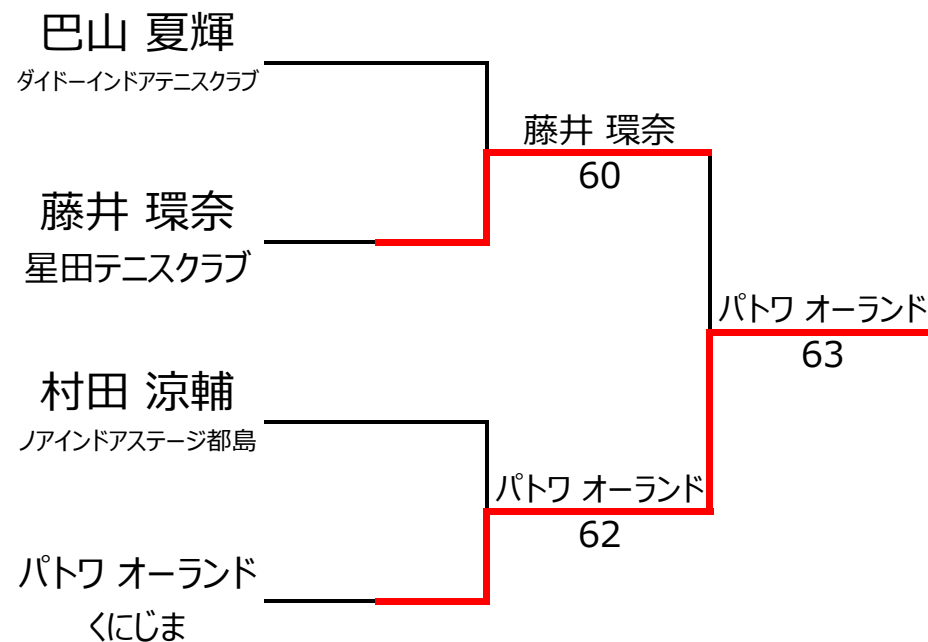 巴山 夏輝
ダイドーインドアテニスクラブ
藤井 環奈
60
藤井 環奈
星田テニスクラブ
パトワ オーランド
63
村田 涼輔
ノアインドアステージ都島
パトワ オーランド
62
パトワ オーランド
くにじま